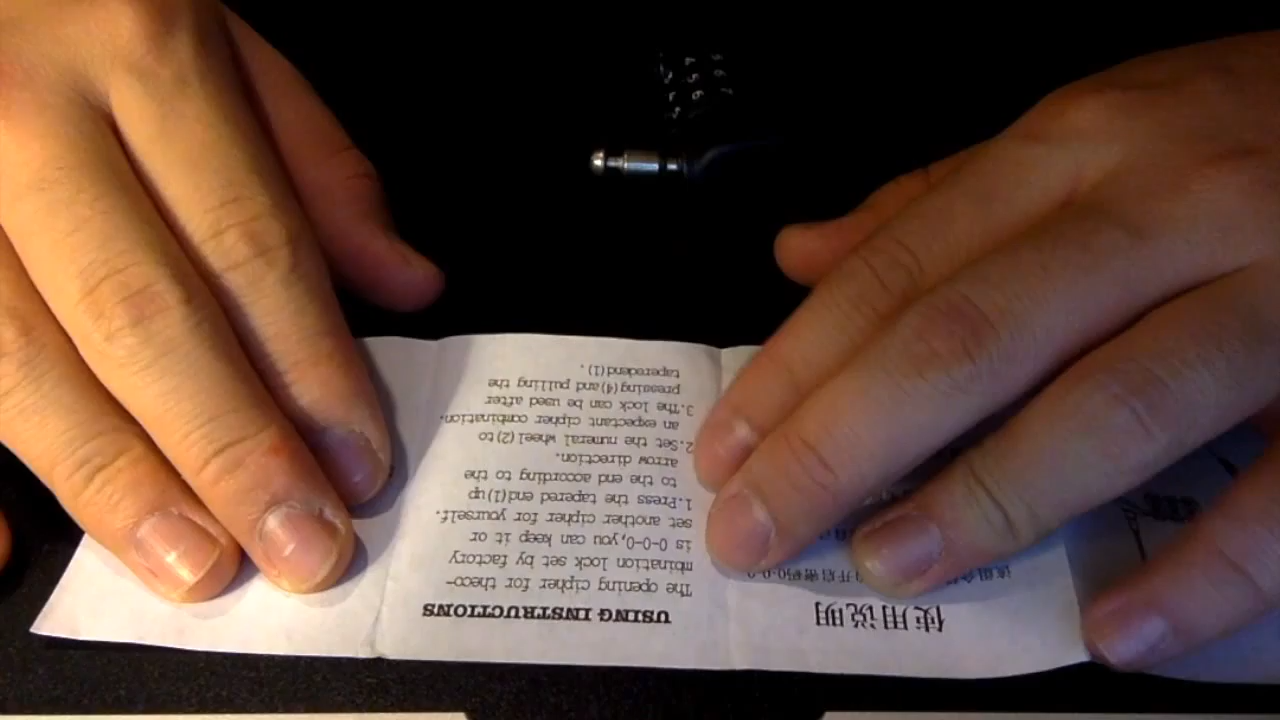 USING INSTRUCTIONS
The opening cipher for theco-
mbination lock set by factory
is 0-0-0, you can keep it or
set another cipher for yourself.
1.Press the tapered end(1)up
to the end according to the
arrow direction.
2.Set the numeral wheel(2)to
an expectant cipher combination.
3.The lock can be used after
pressing(4)and pulling the
taperedend(1).
使用说明